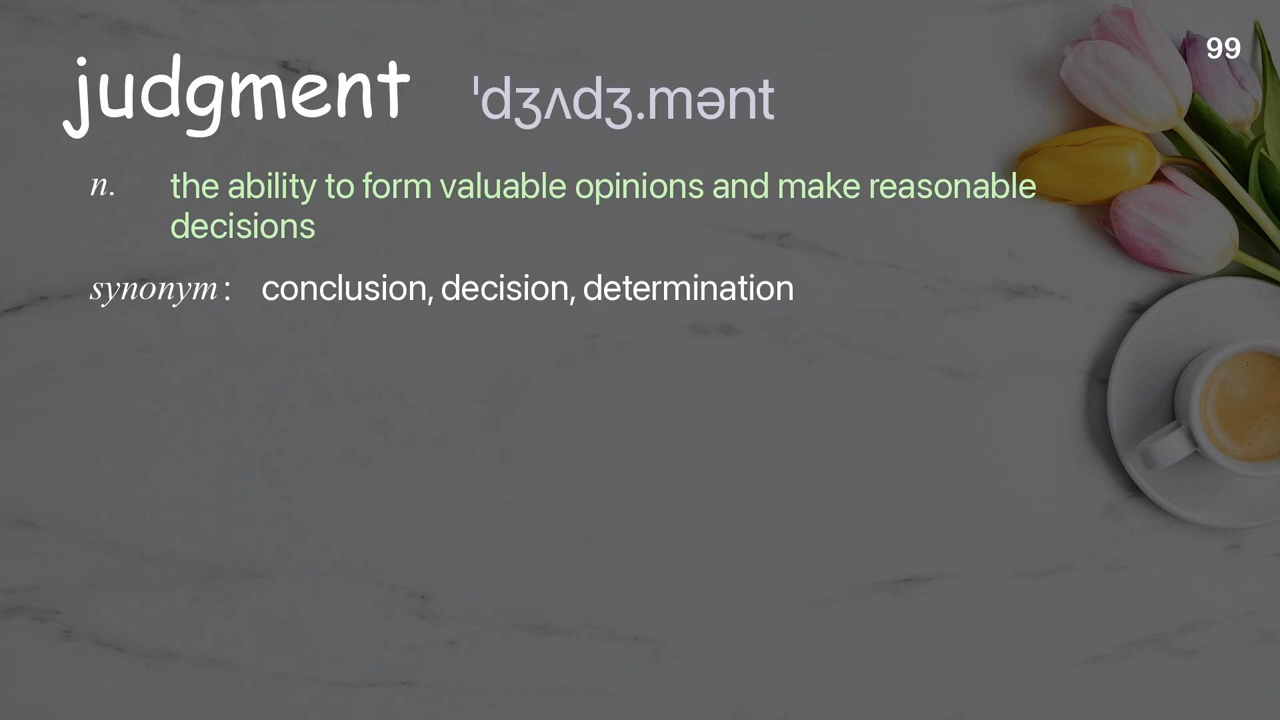 99
judgment ˈdʒʌdʒ.mənt
n. the ability to form valuable opinions and make reasonable
decisions
synonym: conclusion, decision, determination